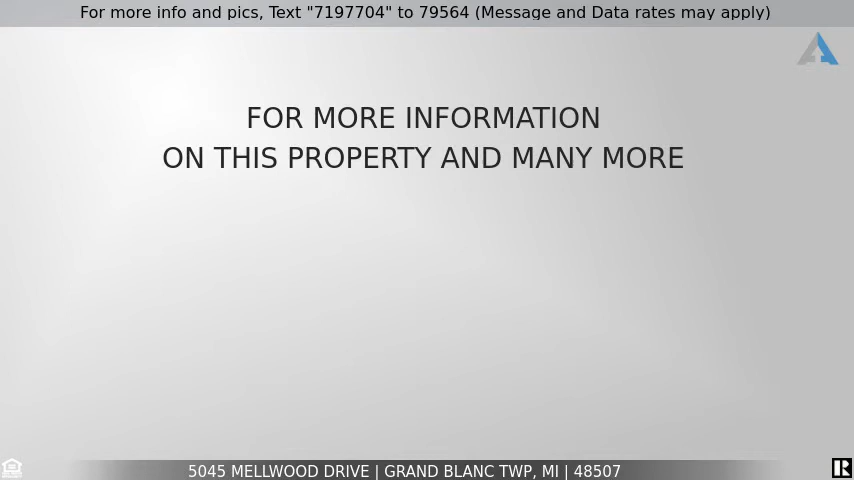 For more info and pics, Text "7197704" to 79564 (Message and Data rates may apply)
FOR MORE INFORMATION
ON THIS PROPERTY AND MANY MORE
5045 MELLWOOD DRIVE | GRAND BLANC TWP, MI | 48507